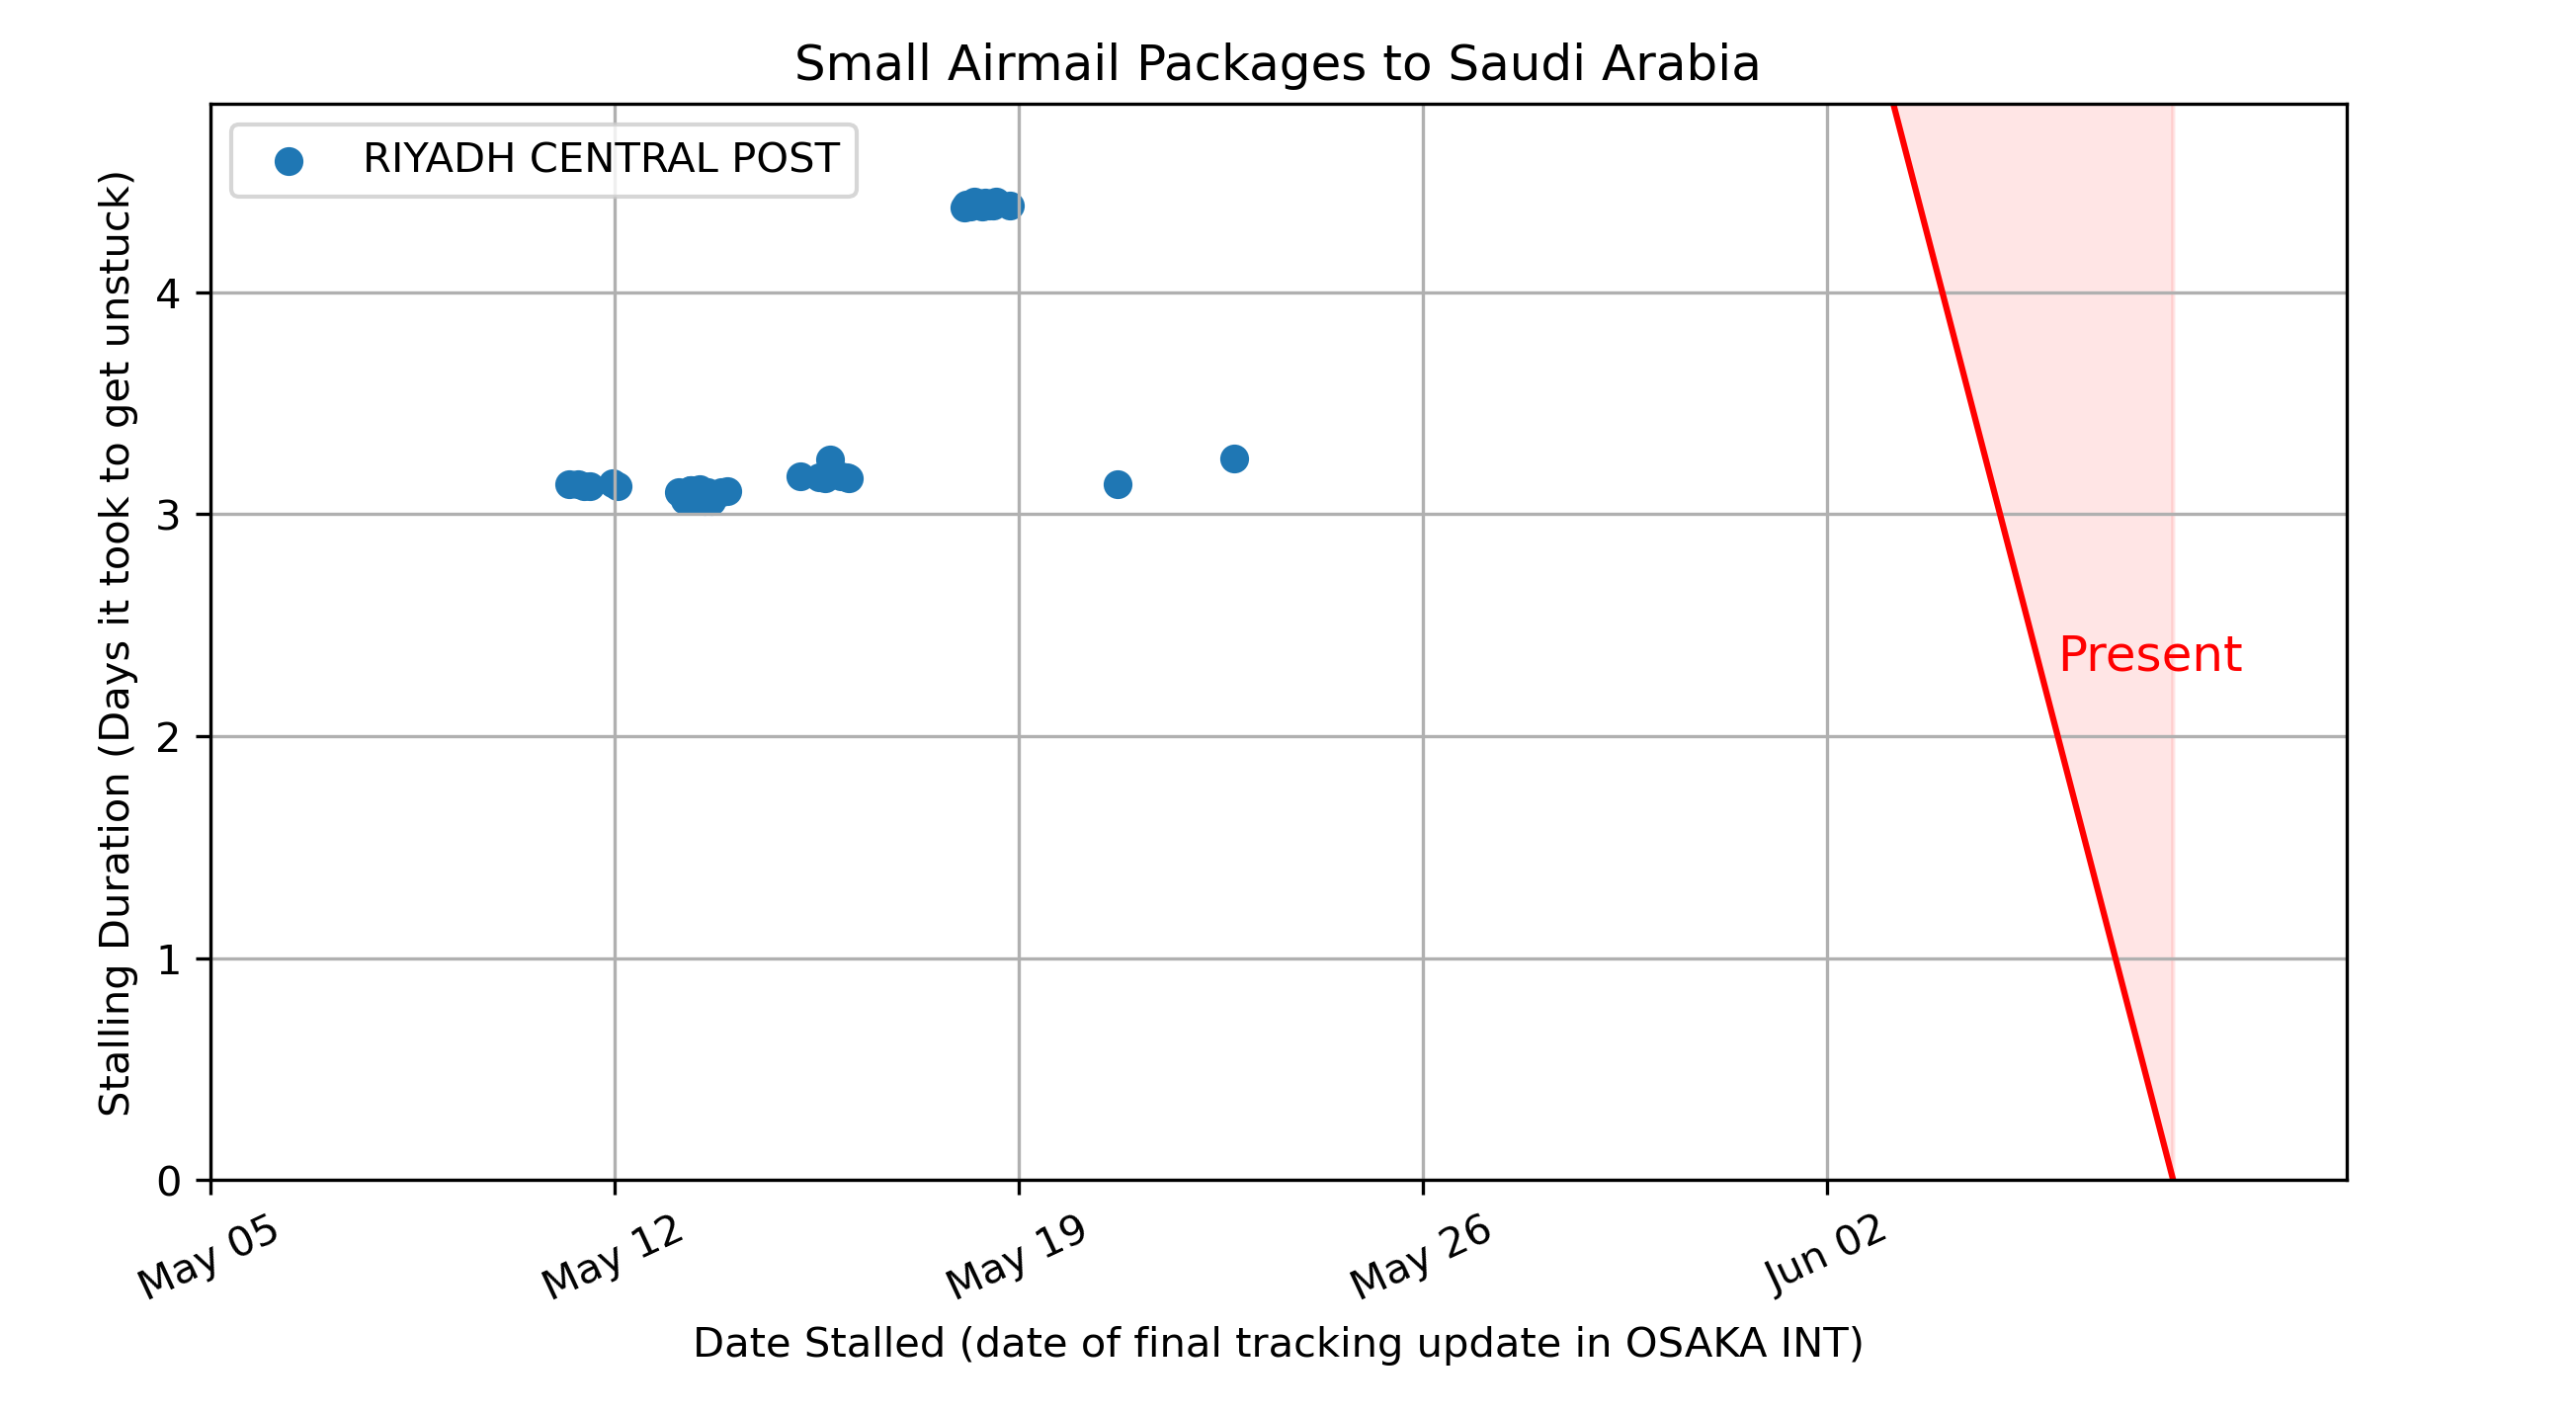 Small Airmail Packages to Saudi Arabia
RIYADH CENTRAL POST
Stalling Duration (Days it took to get unstuck)
4
3
2
1
0
Present
May 05
May 12
May 19
May 26
Jun 02
Date Stalled (date of final tracking update in OSAKA INT)